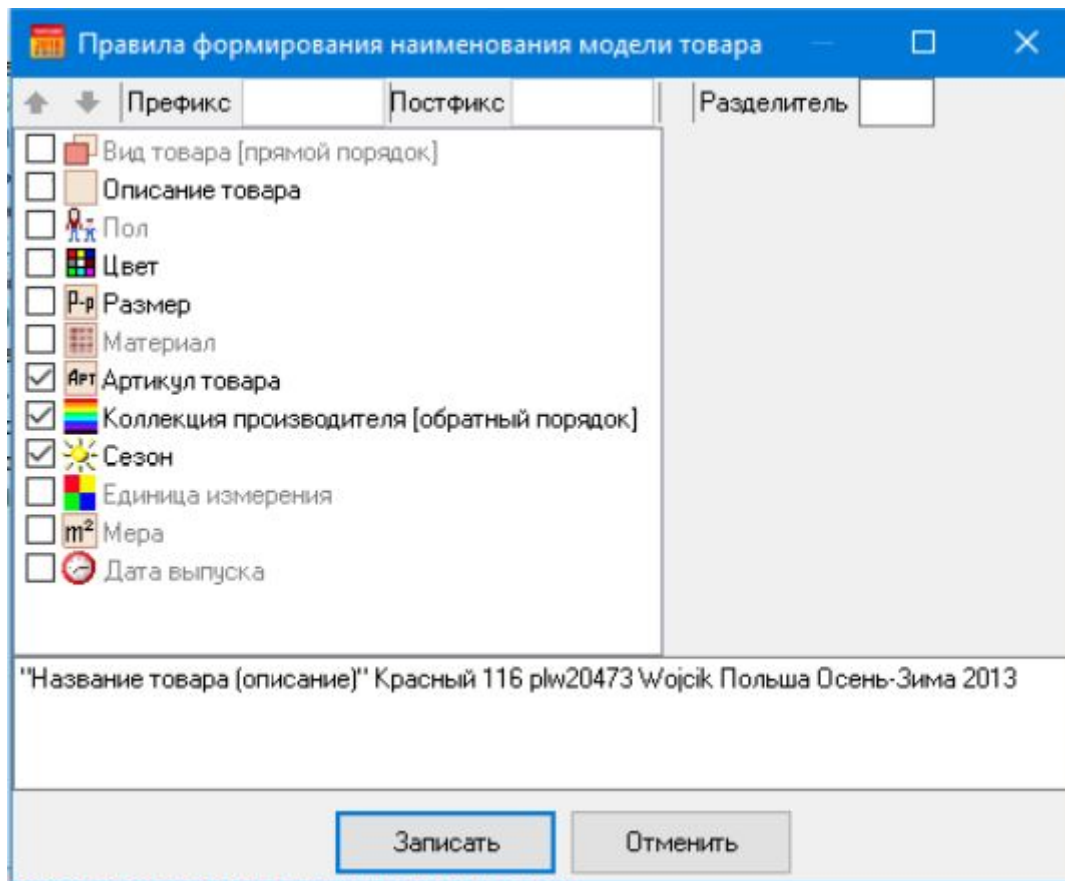 Правила формирования наименования модели товара
Префикс Постфикс Разделитель
Вид товара [прямой порядок]
Описание товара
Пол
Цвет
Р-р Размер
Материал
АРТ Артикул товара
Коллекция производителя [обратный порядок]
Сезон
Единица измерения
m² Мера
Дата выпуска
"Название товара (описание)" Красный 116 plw20473 Wojcik Польша Осень-Зима 2013
Записать Отменить